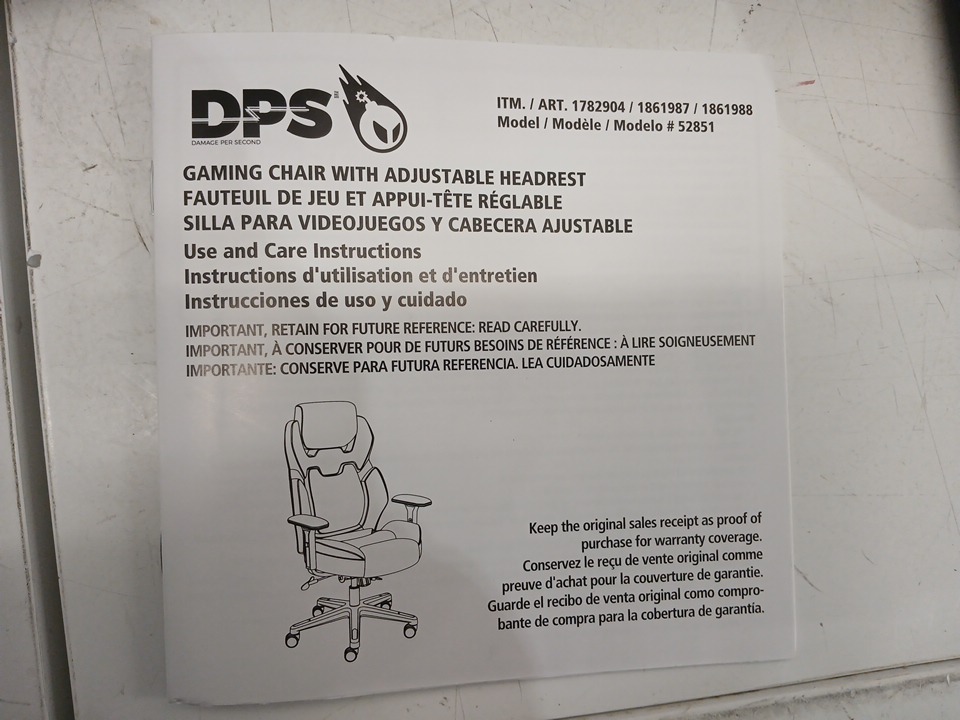 DPS
DAMAGE PER SECOND
ITM. / ART. 1782904 / 1861987 / 1861988
Model / Modèle / Modelo # 52851
GAMING CHAIR WITH ADJUSTABLE HEADREST
FAUTEUIL DE JEU ET APPUI-TÊTE RÉGLABLE
SILLA PARA VIDEOJUEGOS Y CABECERA AJUSTABLE
Use and Care Instructions
Instructions d'utilisation et d'entretien
Instrucciones de uso y cuidado
IMPORTANT, RETAIN FOR FUTURE REFERENCE: READ CAREFULLY.
IMPORTANT, À CONSERVER POUR DE FUTURS BESOINS DE RÉFÉRENCE : À LIRE SOIGNEUSEMENT
IMPORTANTE: CONSERVE PARA FUTURA REFERENCIA. LEA CUIDADOSAMENTE
Keep the original sales receipt as proof of
purchase for warranty coverage.
Conservez le reçu de vente original comme
preuve d'achat pour la couverture de garantie.
Guarde el recibo de venta original como compro-
bante de compra para la cobertura de garantía.